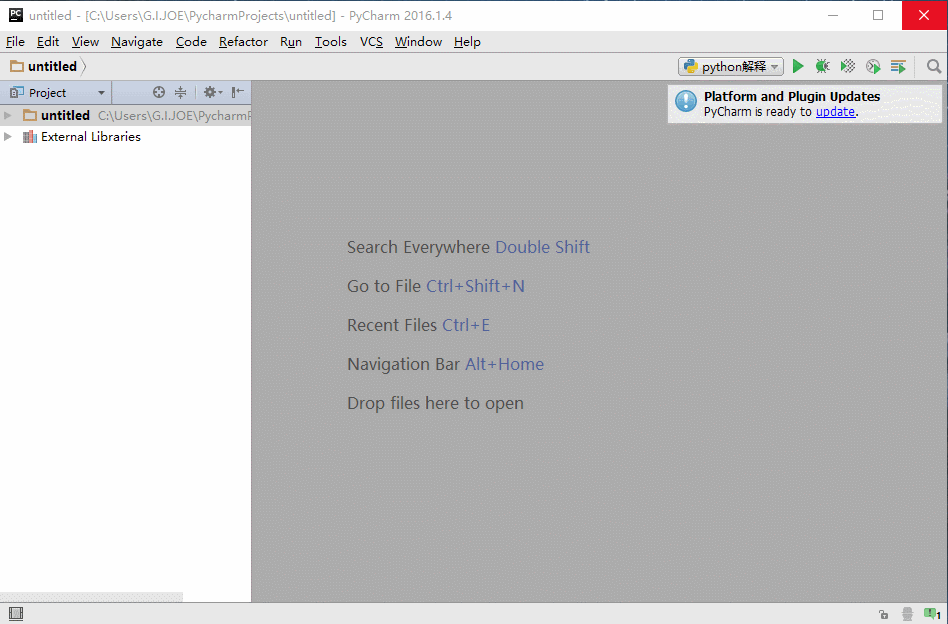 untitled - [C:\Users\G.I.JOE\PycharmProjects\untitled] - PyCharm 2016.1.4
File Edit View Navigate Code Refactor Run Tools VCS Window Help
untitled
python解释
Project
Platform and Plugin Updates
PyCharm is ready to update.
untitled C:\Users\G.I.JOE\PycharmP
External Libraries
Search Everywhere Double Shift
Go to File Ctrl+Shift+N
Recent Files Ctrl+E
Navigation Bar Alt+Home
Drop files here to open
1